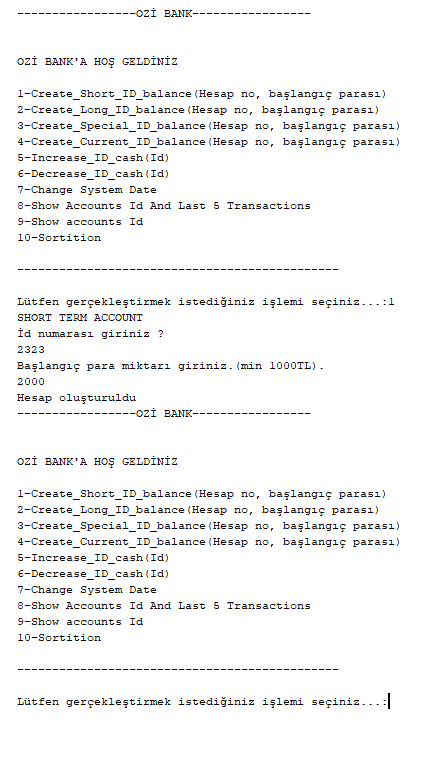 -----------------OZİ BANK-----------------
OZİ BANK'A HOŞ GELDİNİZ
1-Create_Short_ID_balance(Hesap no, başlangıç parası)
2-Create_Long_ID_balance(Hesap no, başlangıç parası)
3-Create_Special_ID_balance(Hesap no, başlangıç parası)
4-Create_Current_ID_balance(Hesap no, başlangıç parası)
5-Increase_ID_cash(Id)
6-Decrease_ID_cash(Id)
7-Change System Date
8-Show Accounts Id And Last 5 Transactions
9-Show accounts Id
10-Sortition
----------------------------------------------
Lütfen gerçekleştirmek istediğiniz işlemi seçiniz...:1
SHORT TERM ACCOUNT
İd numarası giriniz ?
2323
Başlangıç para miktarı giriniz.(min 1000TL).
2000
Hesap oluşturuldu
-----------------OZİ BANK-----------------
OZİ BANK'A HOŞ GELDİNİZ
1-Create_Short_ID_balance(Hesap no, başlangıç parası)
2-Create_Long_ID_balance(Hesap no, başlangıç parası)
3-Create_Special_ID_balance(Hesap no, başlangıç parası)
4-Create_Current_ID_balance(Hesap no, başlangıç parası)
5-Increase_ID_cash(Id)
6-Decrease_ID_cash(Id)
7-Change System Date
8-Show Accounts Id And Last 5 Transactions
9-Show accounts Id
10-Sortition
----------------------------------------------
Lütfen gerçekleştirmek istediğiniz işlemi seçiniz...: